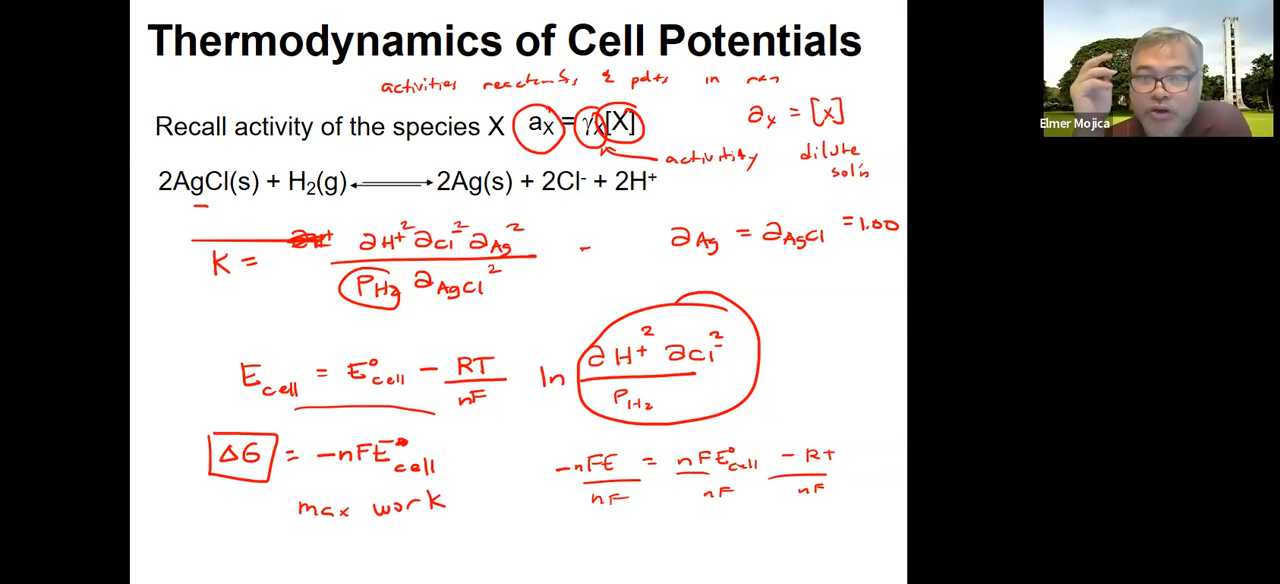 Thermodynamics of Cell Potentials
activities reactants & pdts in rxn
Recall activity of the species X aX = γX[X]
ax = [x]
activitity
dilute
sol'n
Elmer Mojica
2AgCl(s) + H2(g) ⇌ 2Ag(s) + 2Cl- + 2H+
K = aH+² aCl-² aAg² / PH2 aAgCl²
aAg = aAgCl = 1.00
Ecell = E°cell - RT/nF ln aH+² aCl-² / PH2
ΔG = -nFE°cell
-nFE/nF = nFE°cell/nF - RT/nF
max work